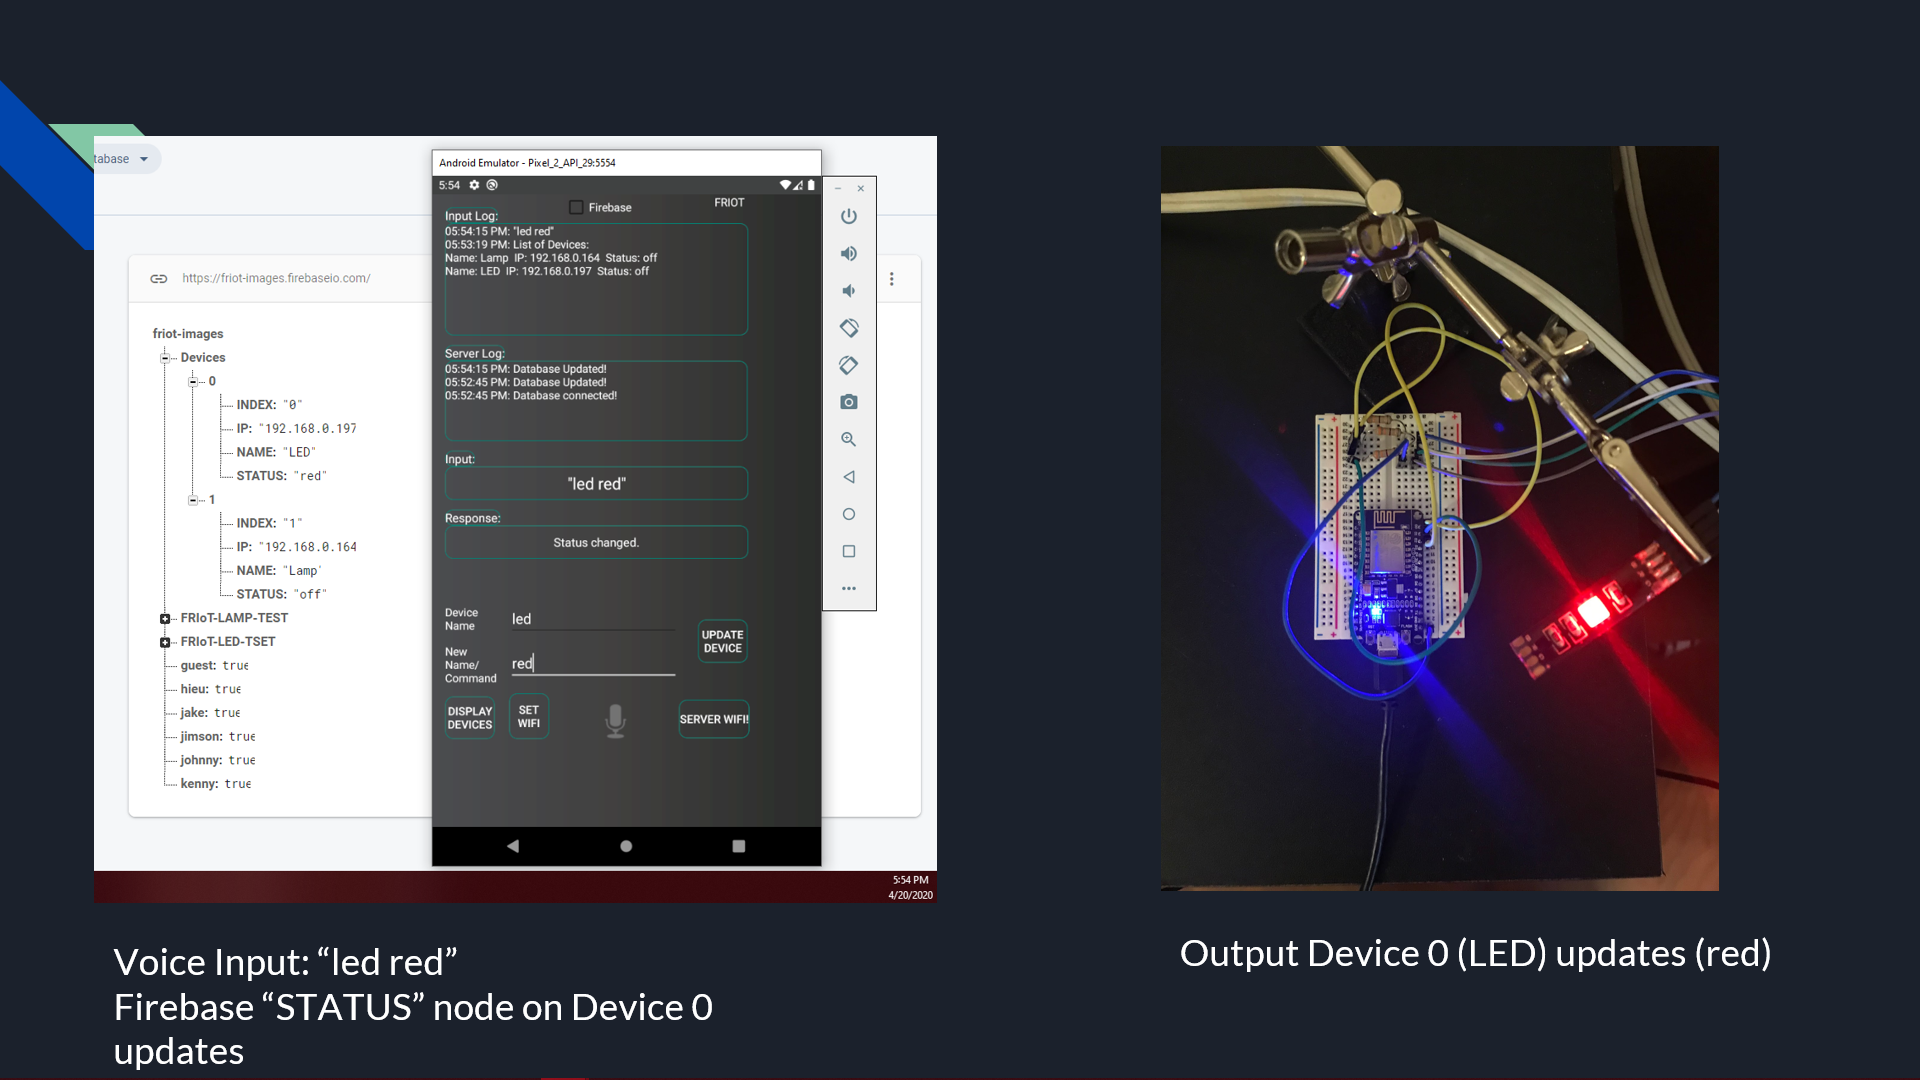 tabase
https://friot-images.firebaseio.com/
friot-images
Devices
0
INDEX: "0"
IP: "192.168.0.197
NAME: "LED"
STATUS: "red"
1
INDEX: "1"
IP: "192.168.0.164
NAME: "Lamp'
STATUS: "off"
FRIoT-LAMP-TEST
FRIoT-LED-TSET
guest: true
hieu: true
jake: true
jimson: true
johnny: true
kenny: true
Android Emulator - Pixel_2_API_29:5554
5:54
Firebase
FRIOT
Input Log:
05:54:15 PM: "led red"
05:53:19 PM: List of Devices:
Name: Lamp IP: 192.168.0.164 Status: off
Name: LED IP: 192.168.0.197 Status: off
Server Log:
05:54:15 PM: Database Updated!
05:52:45 PM: Database Updated!
05:52:45 PM: Database connected!
Input:
"led red"
Response:
Status changed.
Device
Name
led
New
Name/
Command
red
UPDATE
DEVICE
DISPLAY
DEVICES
SET
WIFI
SERVER WIFI!
5:54 PM
4/20/2020
Voice Input: “led red”
Firebase “STATUS” node on Device 0
updates
Output Device 0 (LED) updates (red)